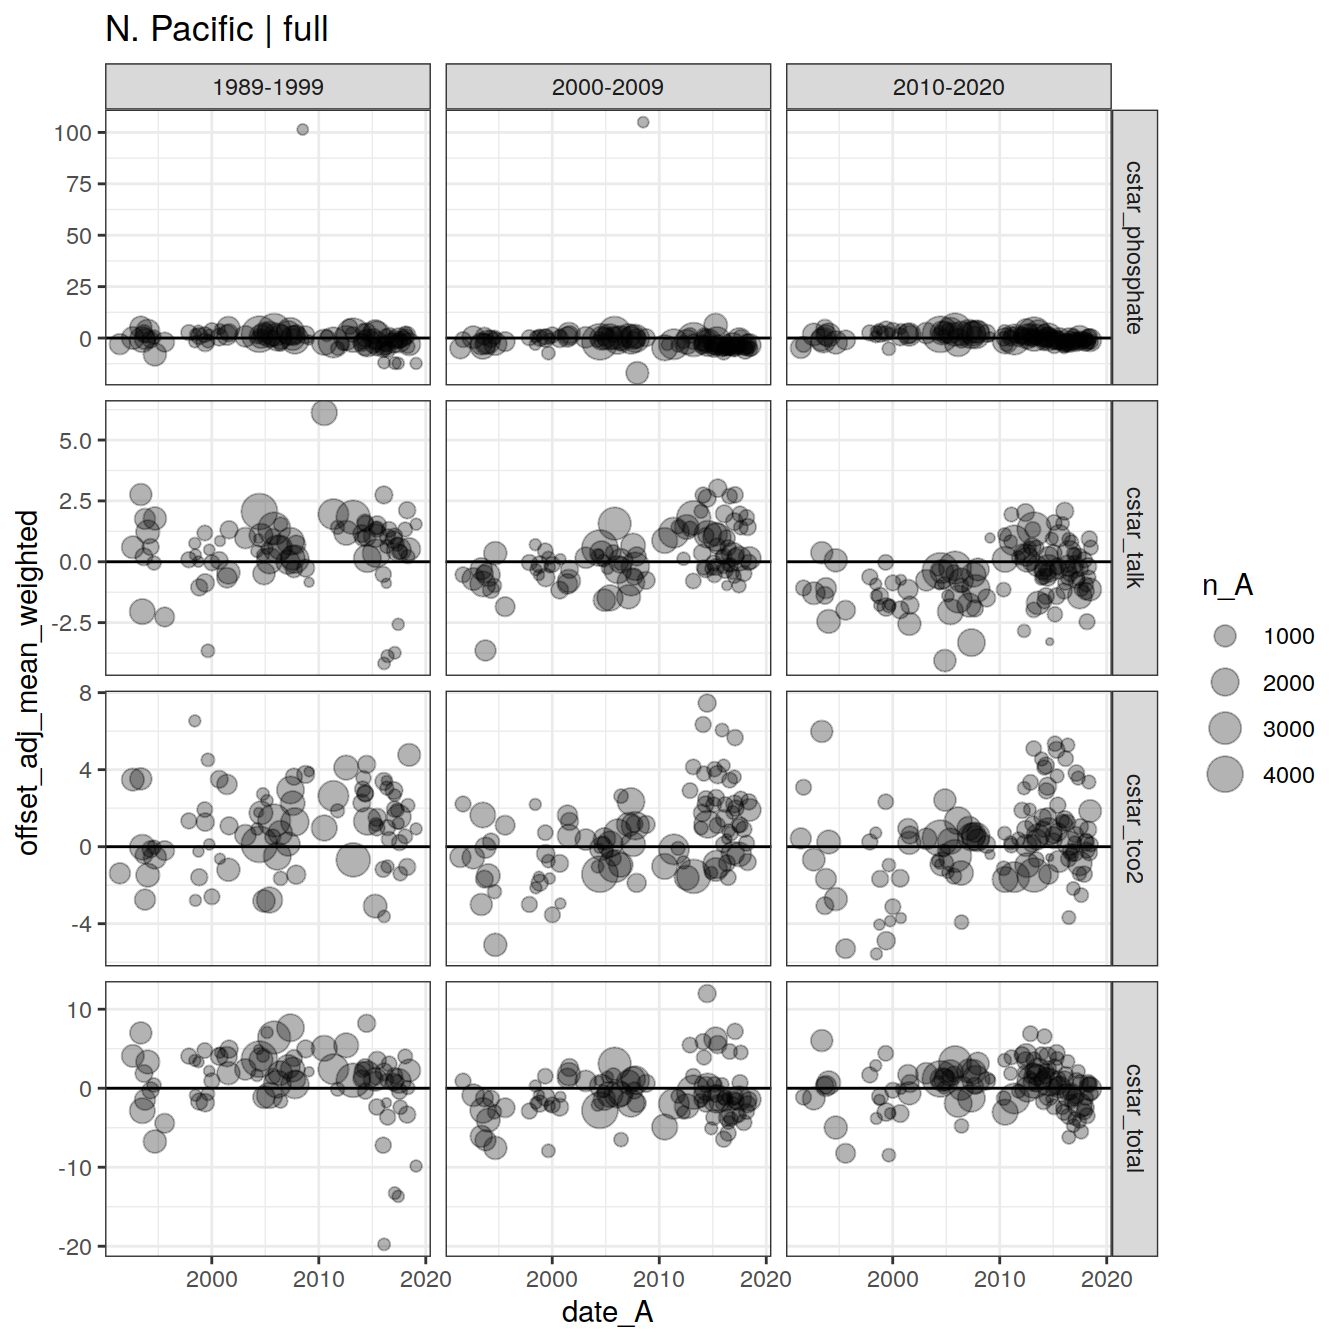 N. Pacific | full
1989-1999 2000-2009 2010-2020
100
75
50
25
0
cstar_phosphate
5.0
2.5
0.0
-2.5
cstar_talk
8
4
0
-4
cstar_tco2
10
0
-10
-20
cstar_total
2000 2010 2020 2000 2010 2020 2000 2010 2020
date_A
offset_adj_mean_weighted
n_A
1000
2000
3000
4000